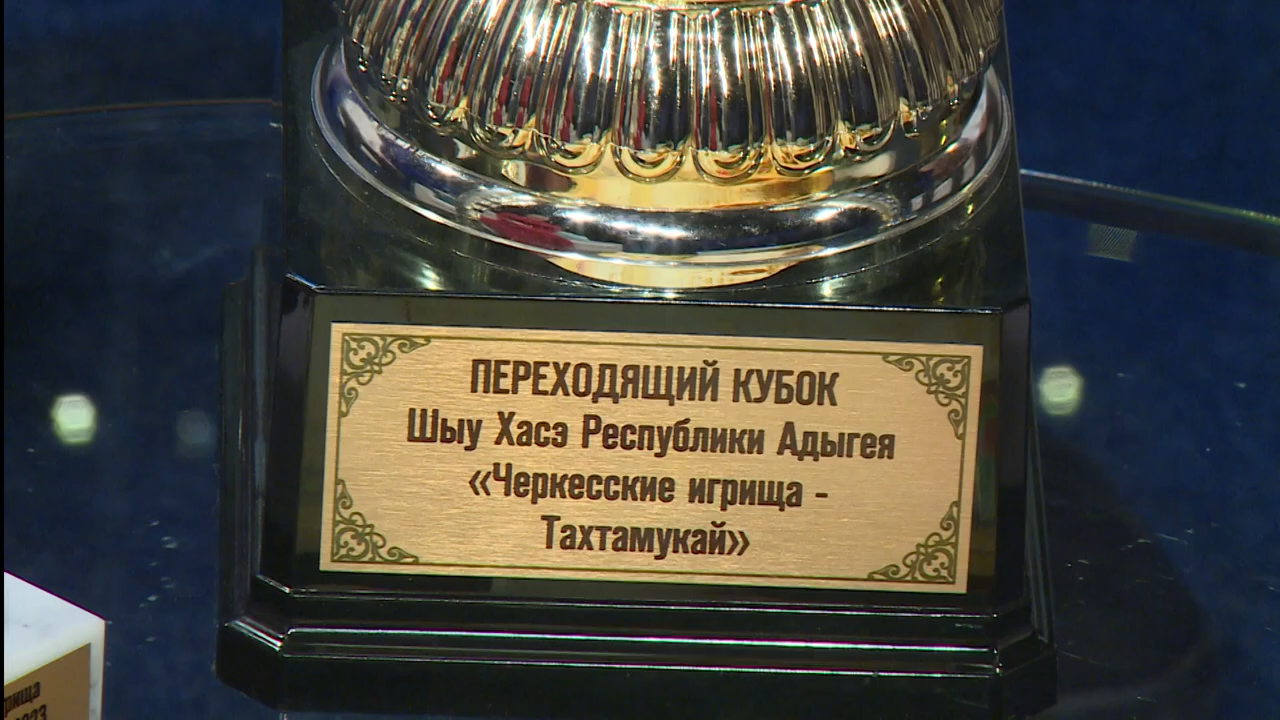 ПЕРЕХОДЯЩИЙ КУБОК
Шыу Хасэ Республики Адыгея
«Черкесские игрища -
Тахтамукай»